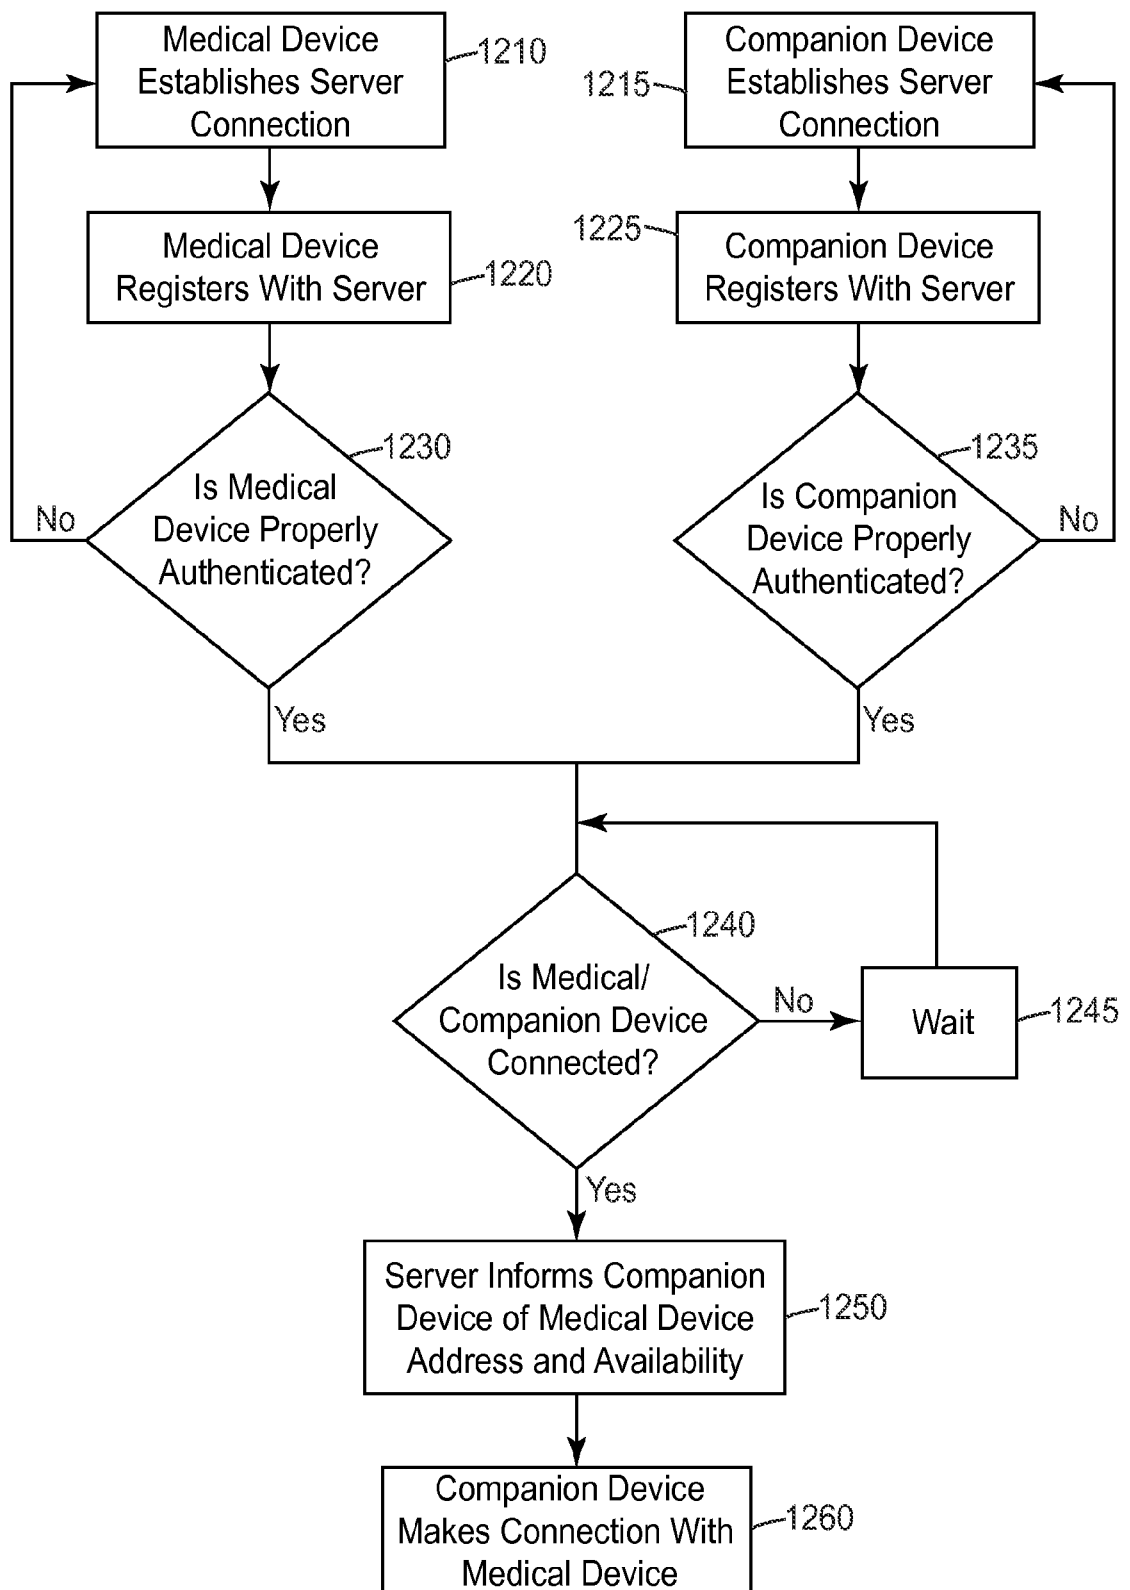 Medical Device
Establishes Server
Connection
1210
Companion Device
Establishes Server
Connection
1215
Medical Device
Registers With Server
1220
Companion Device
Registers With Server
1225
Is Medical
Device Properly
Authenticated?
1230
No
Yes
Is Companion
Device Properly
Authenticated?
1235
No
Yes
Is Medical/
Companion Device
Connected?
1240
No
Wait
1245
Yes
Server Informs Companion
Device of Medical Device
Address and Availability
1250
Companion Device
Makes Connection With
Medical Device
1260